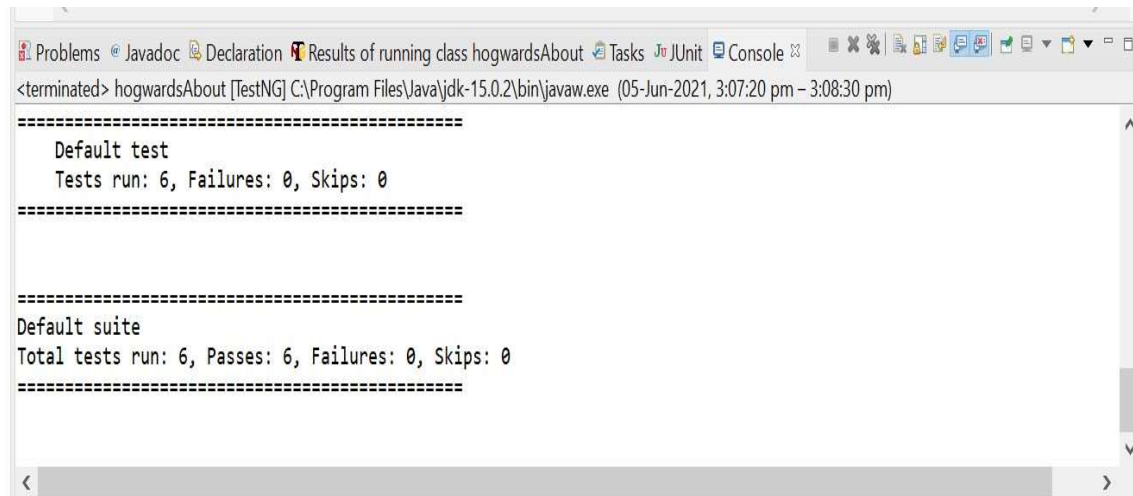 Problems @ Javadoc Declaration Results of running class hogwardsAbout Tasks Ju JUnit Console
<terminated> hogwardsAbout [TestNG] C:\Program Files\Java\jdk-15.0.2\bin\javaw.exe (05-Jun-2021, 3:07:20 pm – 3:08:30 pm)
===============================================
Default test
Tests run: 6, Failures: 0, Skips: 0
===============================================
===============================================
Default suite
Total tests run: 6, Passes: 6, Failures: 0, Skips: 0
===============================================